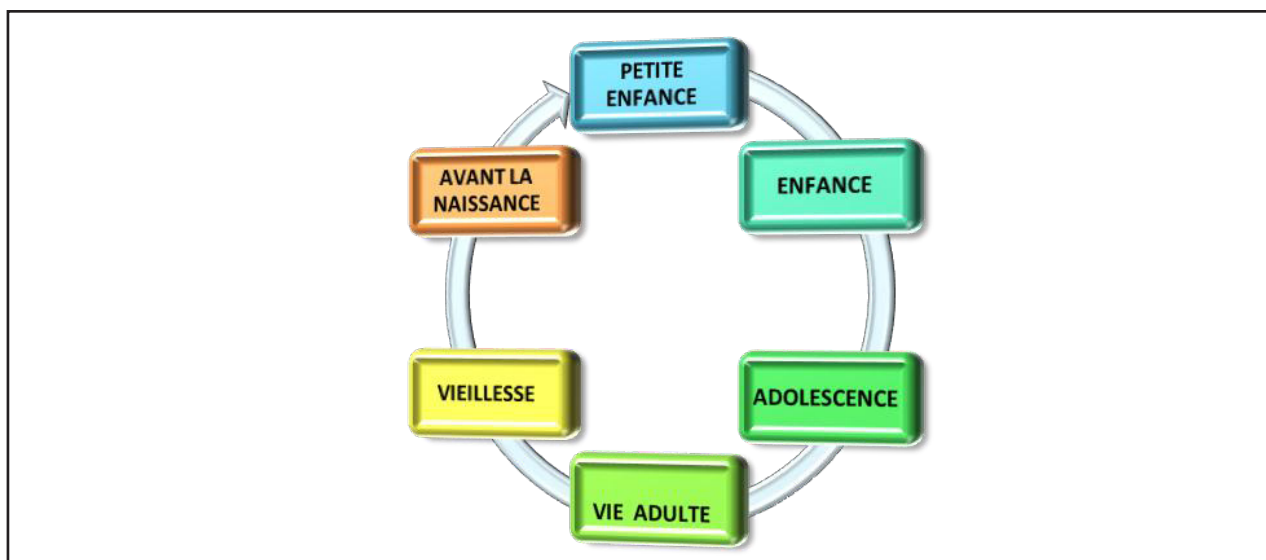 PETITE
ENFANCE
ENFANCE
ADOLESCENCE
VIE ADULTE
VIEILLESSE
AVANT LA
NAISSANCE